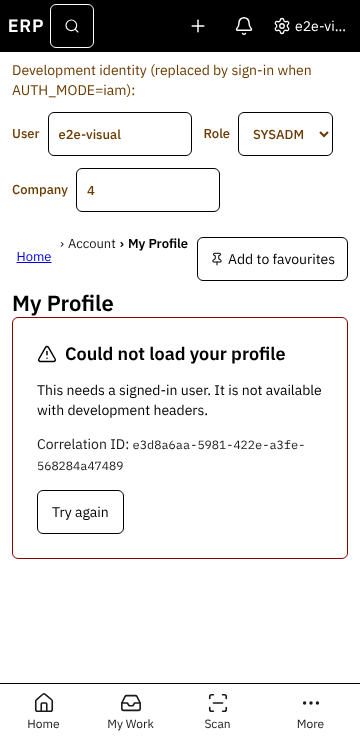 ERP
e2e-vi...
Development identity (replaced by sign-in when
AUTH_MODE=iam):
User
e2e-visual
Role
SYSADM
Company
4
Home
› Account › My Profile
Add to favourites
My Profile
Could not load your profile
This needs a signed-in user. It is not available
with development headers.
Correlation ID: e3d8a6aa-5981-422e-a3fe-
568284a47489
Try again
Home
My Work
Scan
More